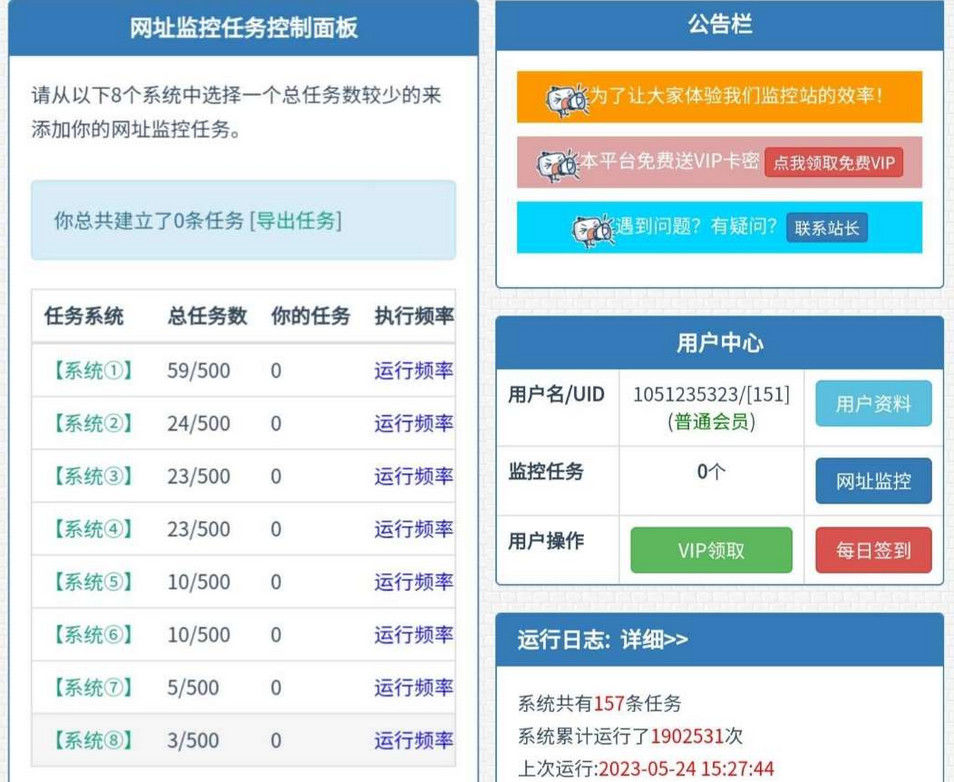 网址监控任务控制面板
请从以下8个系统中选择一个总任务数较少的来
添加你的网址监控任务。
你总共建立了0条任务 [导出任务]
任务系统 总任务数 你的任务 执行频率
【系统①】 59/500 0 运行频率
【系统②】 24/500 0 运行频率
【系统③】 23/500 0 运行频率
【系统④】 23/500 0 运行频率
【系统⑤】 10/500 0 运行频率
【系统⑥】 10/500 0 运行频率
【系统⑦】 5/500 0 运行频率
【系统⑧】 3/500 0 运行频率
公告栏
为了让大家体验我们监控站的效率！
本平台免费送VIP卡密 点我领取免费VIP
遇到问题？有疑问？ 联系站长
用户中心
用户名/UID 1051235323/[151] 用户资料
(普通会员)
监控任务 0个 网址监控
用户操作 VIP领取 每日签到
运行日志: 详细>>
系统共有157条任务
系统累计运行了1902531次
上次运行:2023-05-24 15:27:44